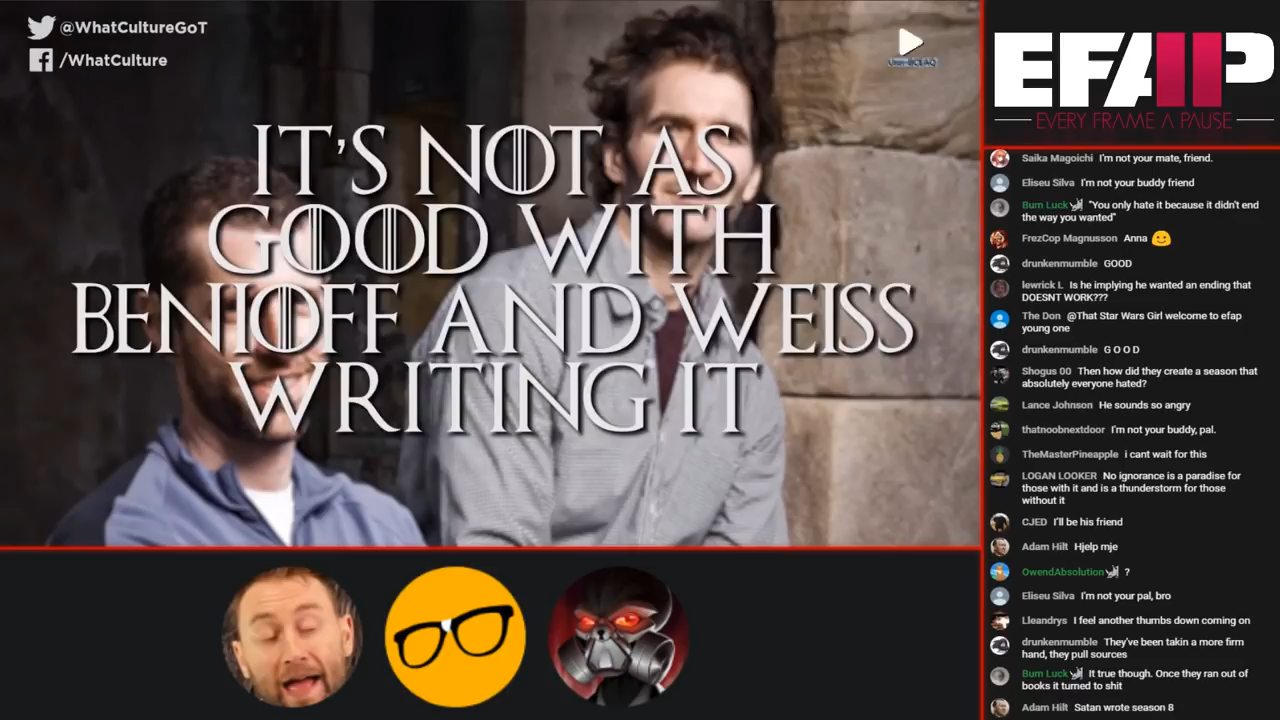 @WhatCultureGoT
/WhatCulture
IT'S NOT AS
GOOD WITH
BENIOFF AND WEISS
WRITING IT
EFAP
EVERY FRAME A PAUSE
Saika Magoichi I'm not your mate, friend.
Eliseu Silva I'm not your buddy friend
Burn Luck "You only hate it because it didn't end
the way you wanted"
FrezCop Magnusson Anna
drunkenmumble GOOD
lewrick L Is he implying he wanted an ending that
DOESNT WORK???
The Don @That Star Wars Girl welcome to efap
young one
drunkenmumble G O O D
Shogus 00 Then how did they create a season that
absolutely everyone hated?
Lance Johnson He sounds so angry
thatnoobnextdoor I'm not your buddy, pal.
TheMasterPineapple i cant wait for this
LOGAN LOOKER No ignorance is a paradise for
those with it and is a thunderstorm for those
without it
CJED I'll be his friend
Adam Hilt Hjelp mje
OwendAbsolution ?
Eliseu Silva I'm not your pal, bro
Lleandrys I feel another thumbs down coming on
drunkenmumble They've been takin a more firm
hand, they pull sources
Burn Luck It true though. Once they ran out of
books it turned to shit
Adam Hilt Satan wrote season 8